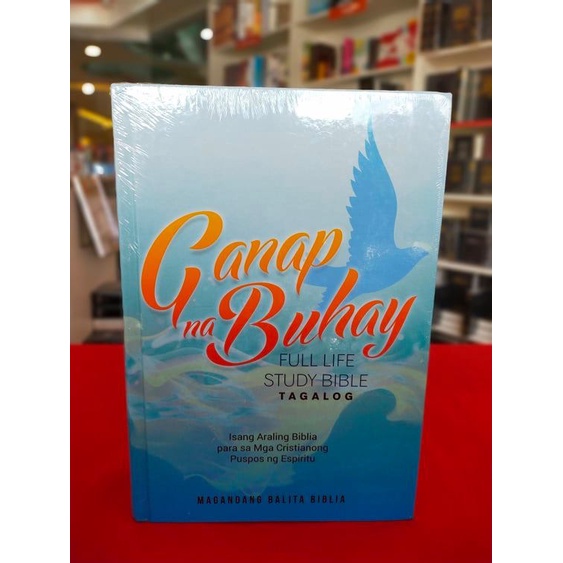 Ganap
na Buhay
FULL LIFE
STUDY BIBLE
TAGALOG
Isang Araling Biblia
para sa Mga Cristianong
Puspos ng Espiritu
MAGANDANG BALITA BIBLIA